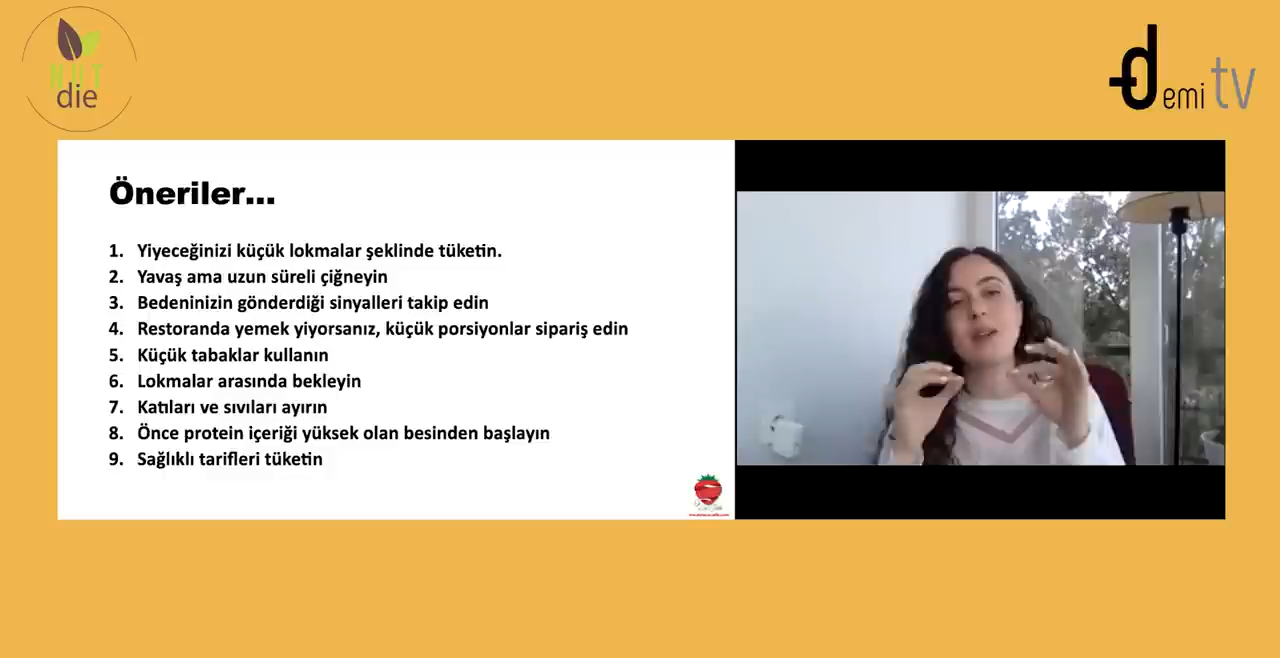 NUT
die
demi tv
Öneriler...
1. Yiyeceğinizi küçük lokmalar şeklinde tüketin.
2. Yavaş ama uzun süreli çiğneyin
3. Bedeninizin gönderdiği sinyalleri takip edin
4. Restoranda yemek yiyorsanız, küçük porsiyonlar sipariş edin
5. Küçük tabaklar kullanın
6. Lokmalar arasında bekleyin
7. Katıları ve sıvıları ayırın
8. Önce protein içeriği yüksek olan besinden başlayın
9. Sağlıklı tarifleri tüketin